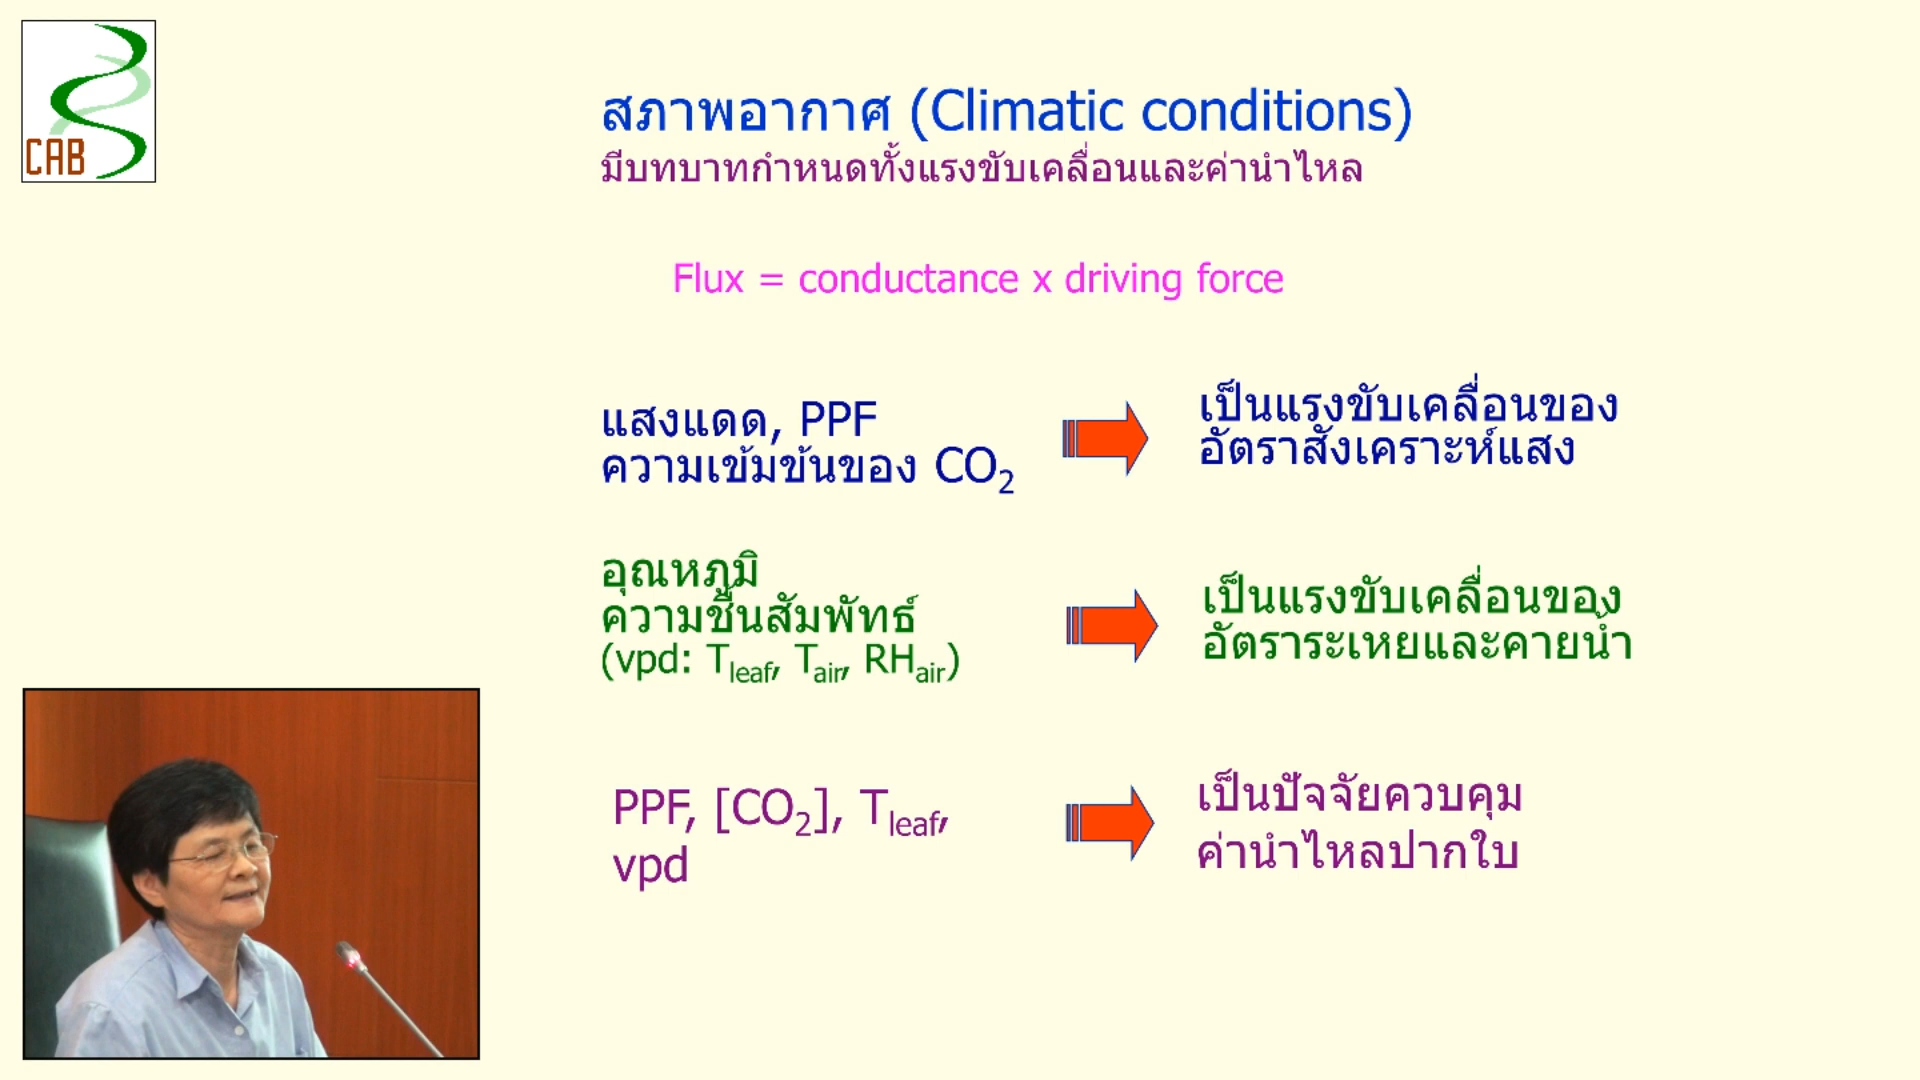 CAB
สภาพอากาศ (Climatic conditions)
มีบทบาทกำหนดทั้งแรงขับเคลื่อนและค่านำไหล
Flux = conductance x driving force
แสงแดด, PPF
ความเข้มข้นของ CO₂
เป็นแรงขับเคลื่อนของ
อัตราสังเคราะห์แสง
อุณหภูมิ
ความชื้นสัมพัทธ์
(vpd: Tleaf, Tair, RHair)
เป็นแรงขับเคลื่อนของ
อัตราระเหยและคายน้ำ
PPF, [CO₂], Tleaf,
vpd
เป็นปัจจัยควบคุม
ค่านำไหลปากใบ